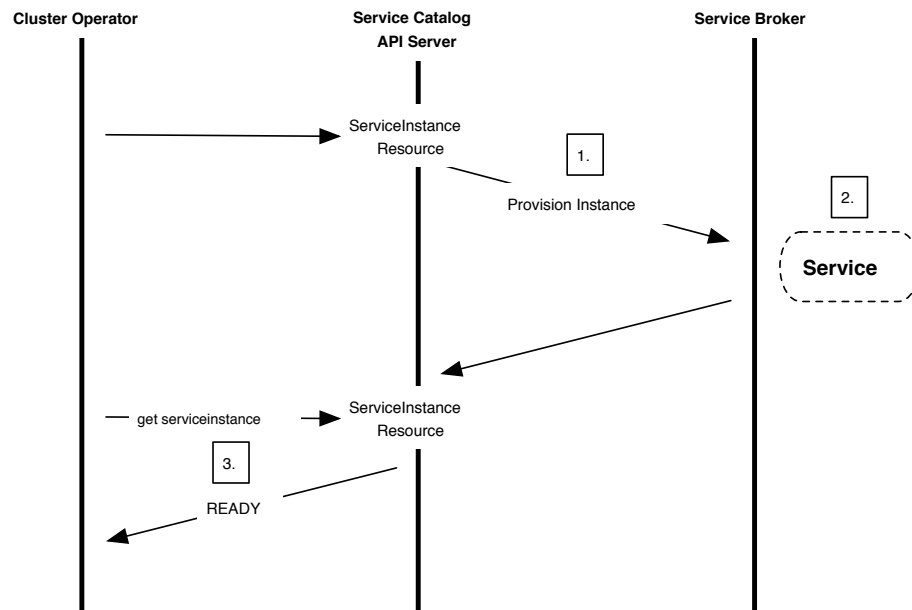 Cluster Operator
Service Catalog
API Server
Service Broker
ServiceInstance
Resource
1.
Provision Instance
2.
Service
get serviceinstance
ServiceInstance
Resource
3.
READY